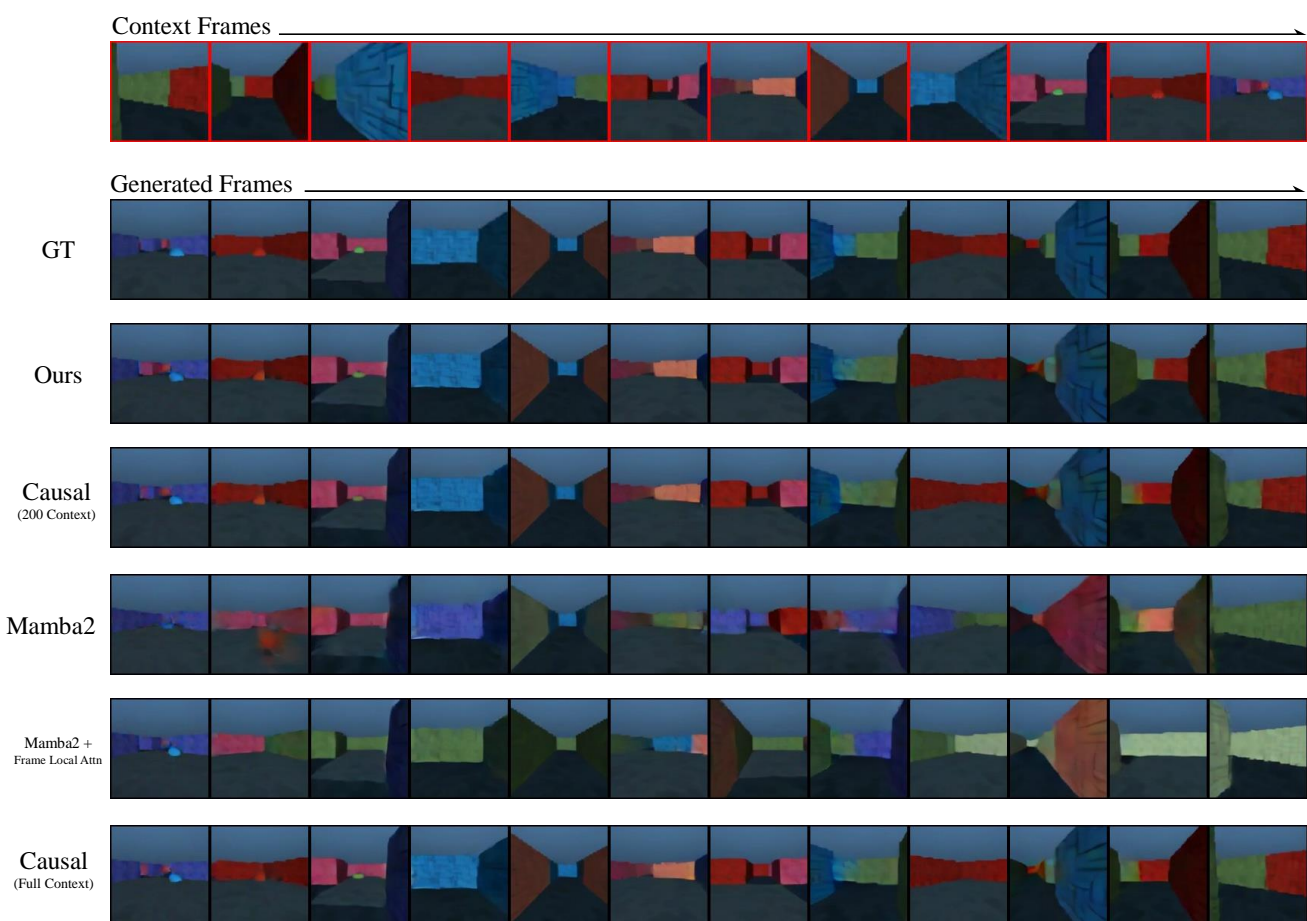 Context Frames
Generated Frames
GT
Ours
Causal
(200 Context)
Mamba2
Mamba2 +
Frame Local Attn
Causal
(Full Context)